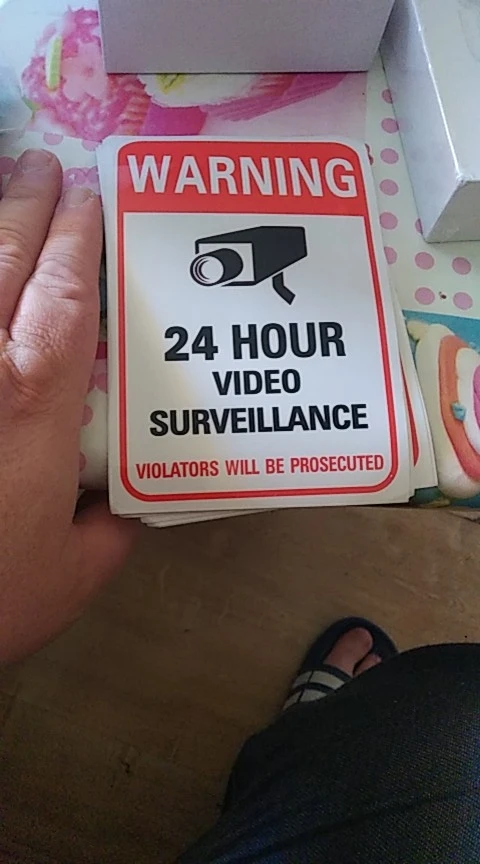 WARNING
24 HOUR
VIDEO
SURVEILLANCE
VIOLATORS WILL BE PROSECUTED